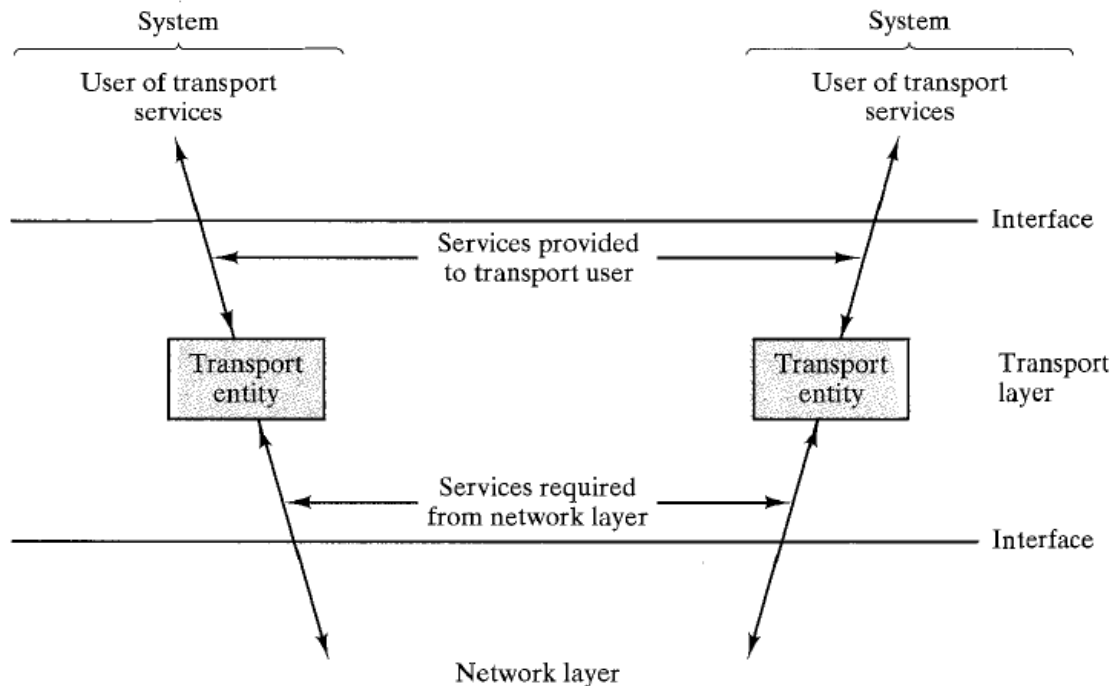 System
System
User of transport
services
User of transport
services
Interface
Services provided
to transport user
Transport
entity
Transport
entity
Transport
layer
Services required
from network layer
Interface
Network layer